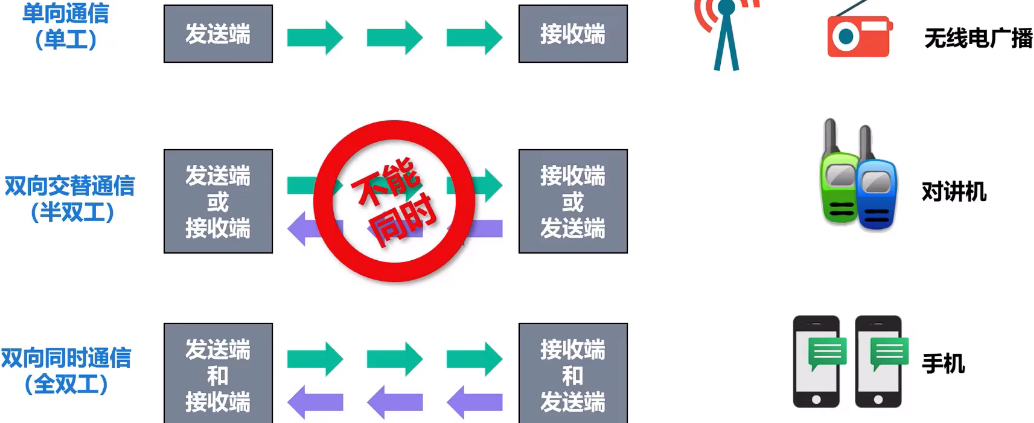 单向通信
（单工）
发送端
接收端
无线电广播
双向交替通信
（半双工）
发送端
或
接收端
不能
同时
接收端
或
发送端
对讲机
双向同时通信
（全双工）
发送端
和
接收端
接收端
和
发送端
手机